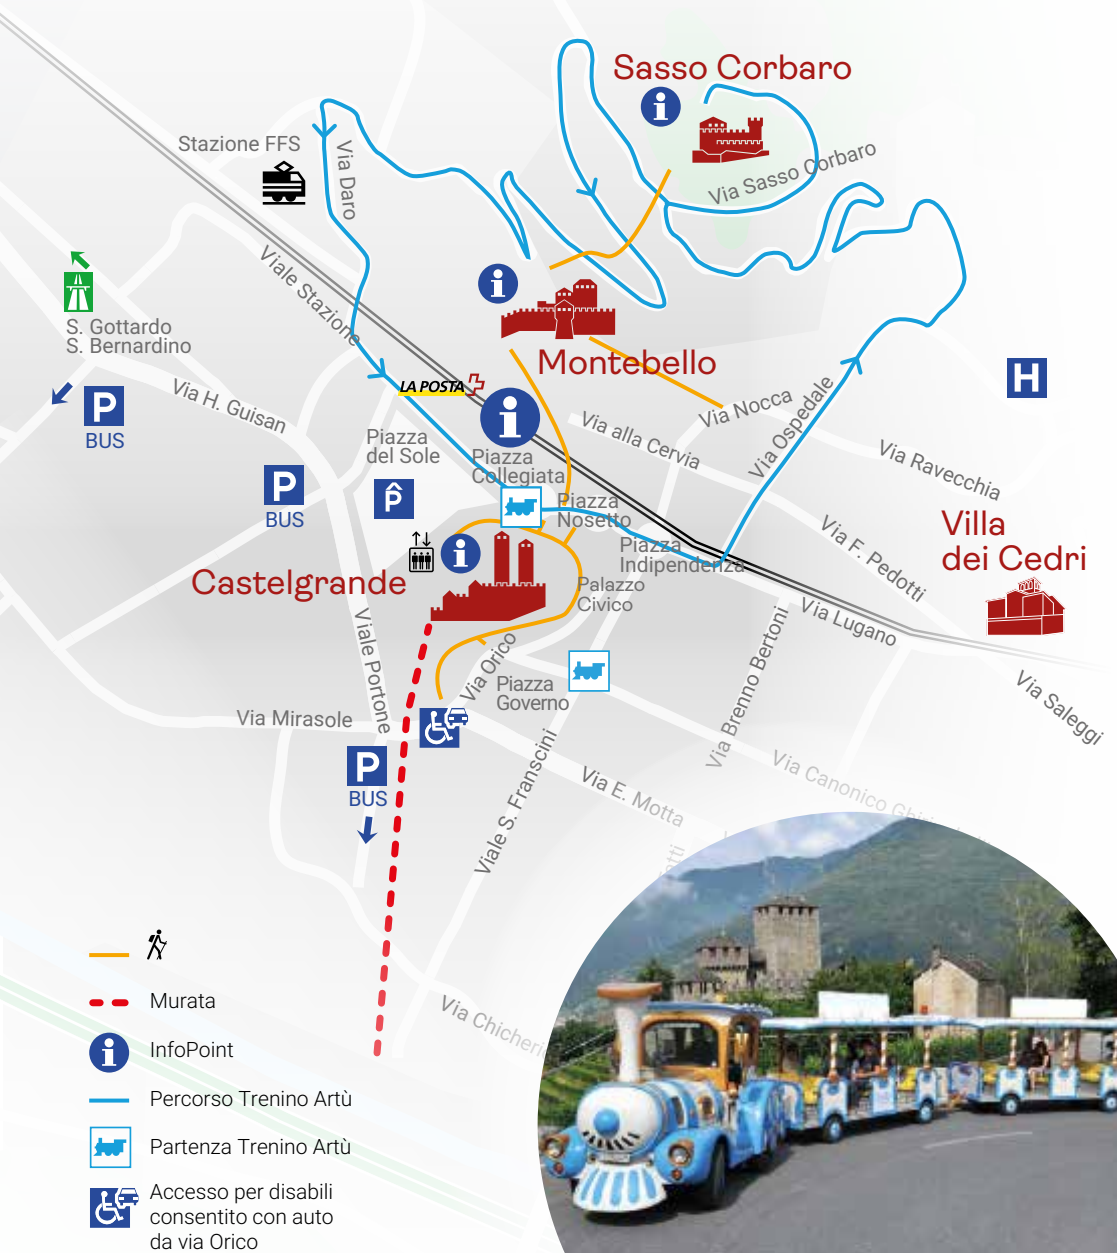 Sasso Corbaro
i
Via Sasso Corbaro
Stazione FFS
Via Daro
Viale Stazione
i
Montebello
S. Gottardo
S. Bernardino
P
BUS
Via H. Guisan
LA POSTA
i
H
Via Nocca
Via Ospedale
Via alla Cervia
Via Ravecchia
Piazza
del Sole
Piazza
Collegiata
P
BUS
P
Piazza
Nosetto
Villa
dei Cedri
Via F. Pedotti
Piazza
Indipendenza
i
Castelgrande
Palazzo
Civico
Via Lugano
Viale Portone
Via Orico
Via Brenno Bertoni
Piazza
Governo
Via Saleggi
Via Mirasole
P
BUS
Viale S. Franscini
Via E. Motta
Via Canonico
Murata
i
InfoPoint
Percorso Trenino Artù
Partenza Trenino Artù
Accesso per disabili
consentito con auto
da via Orico